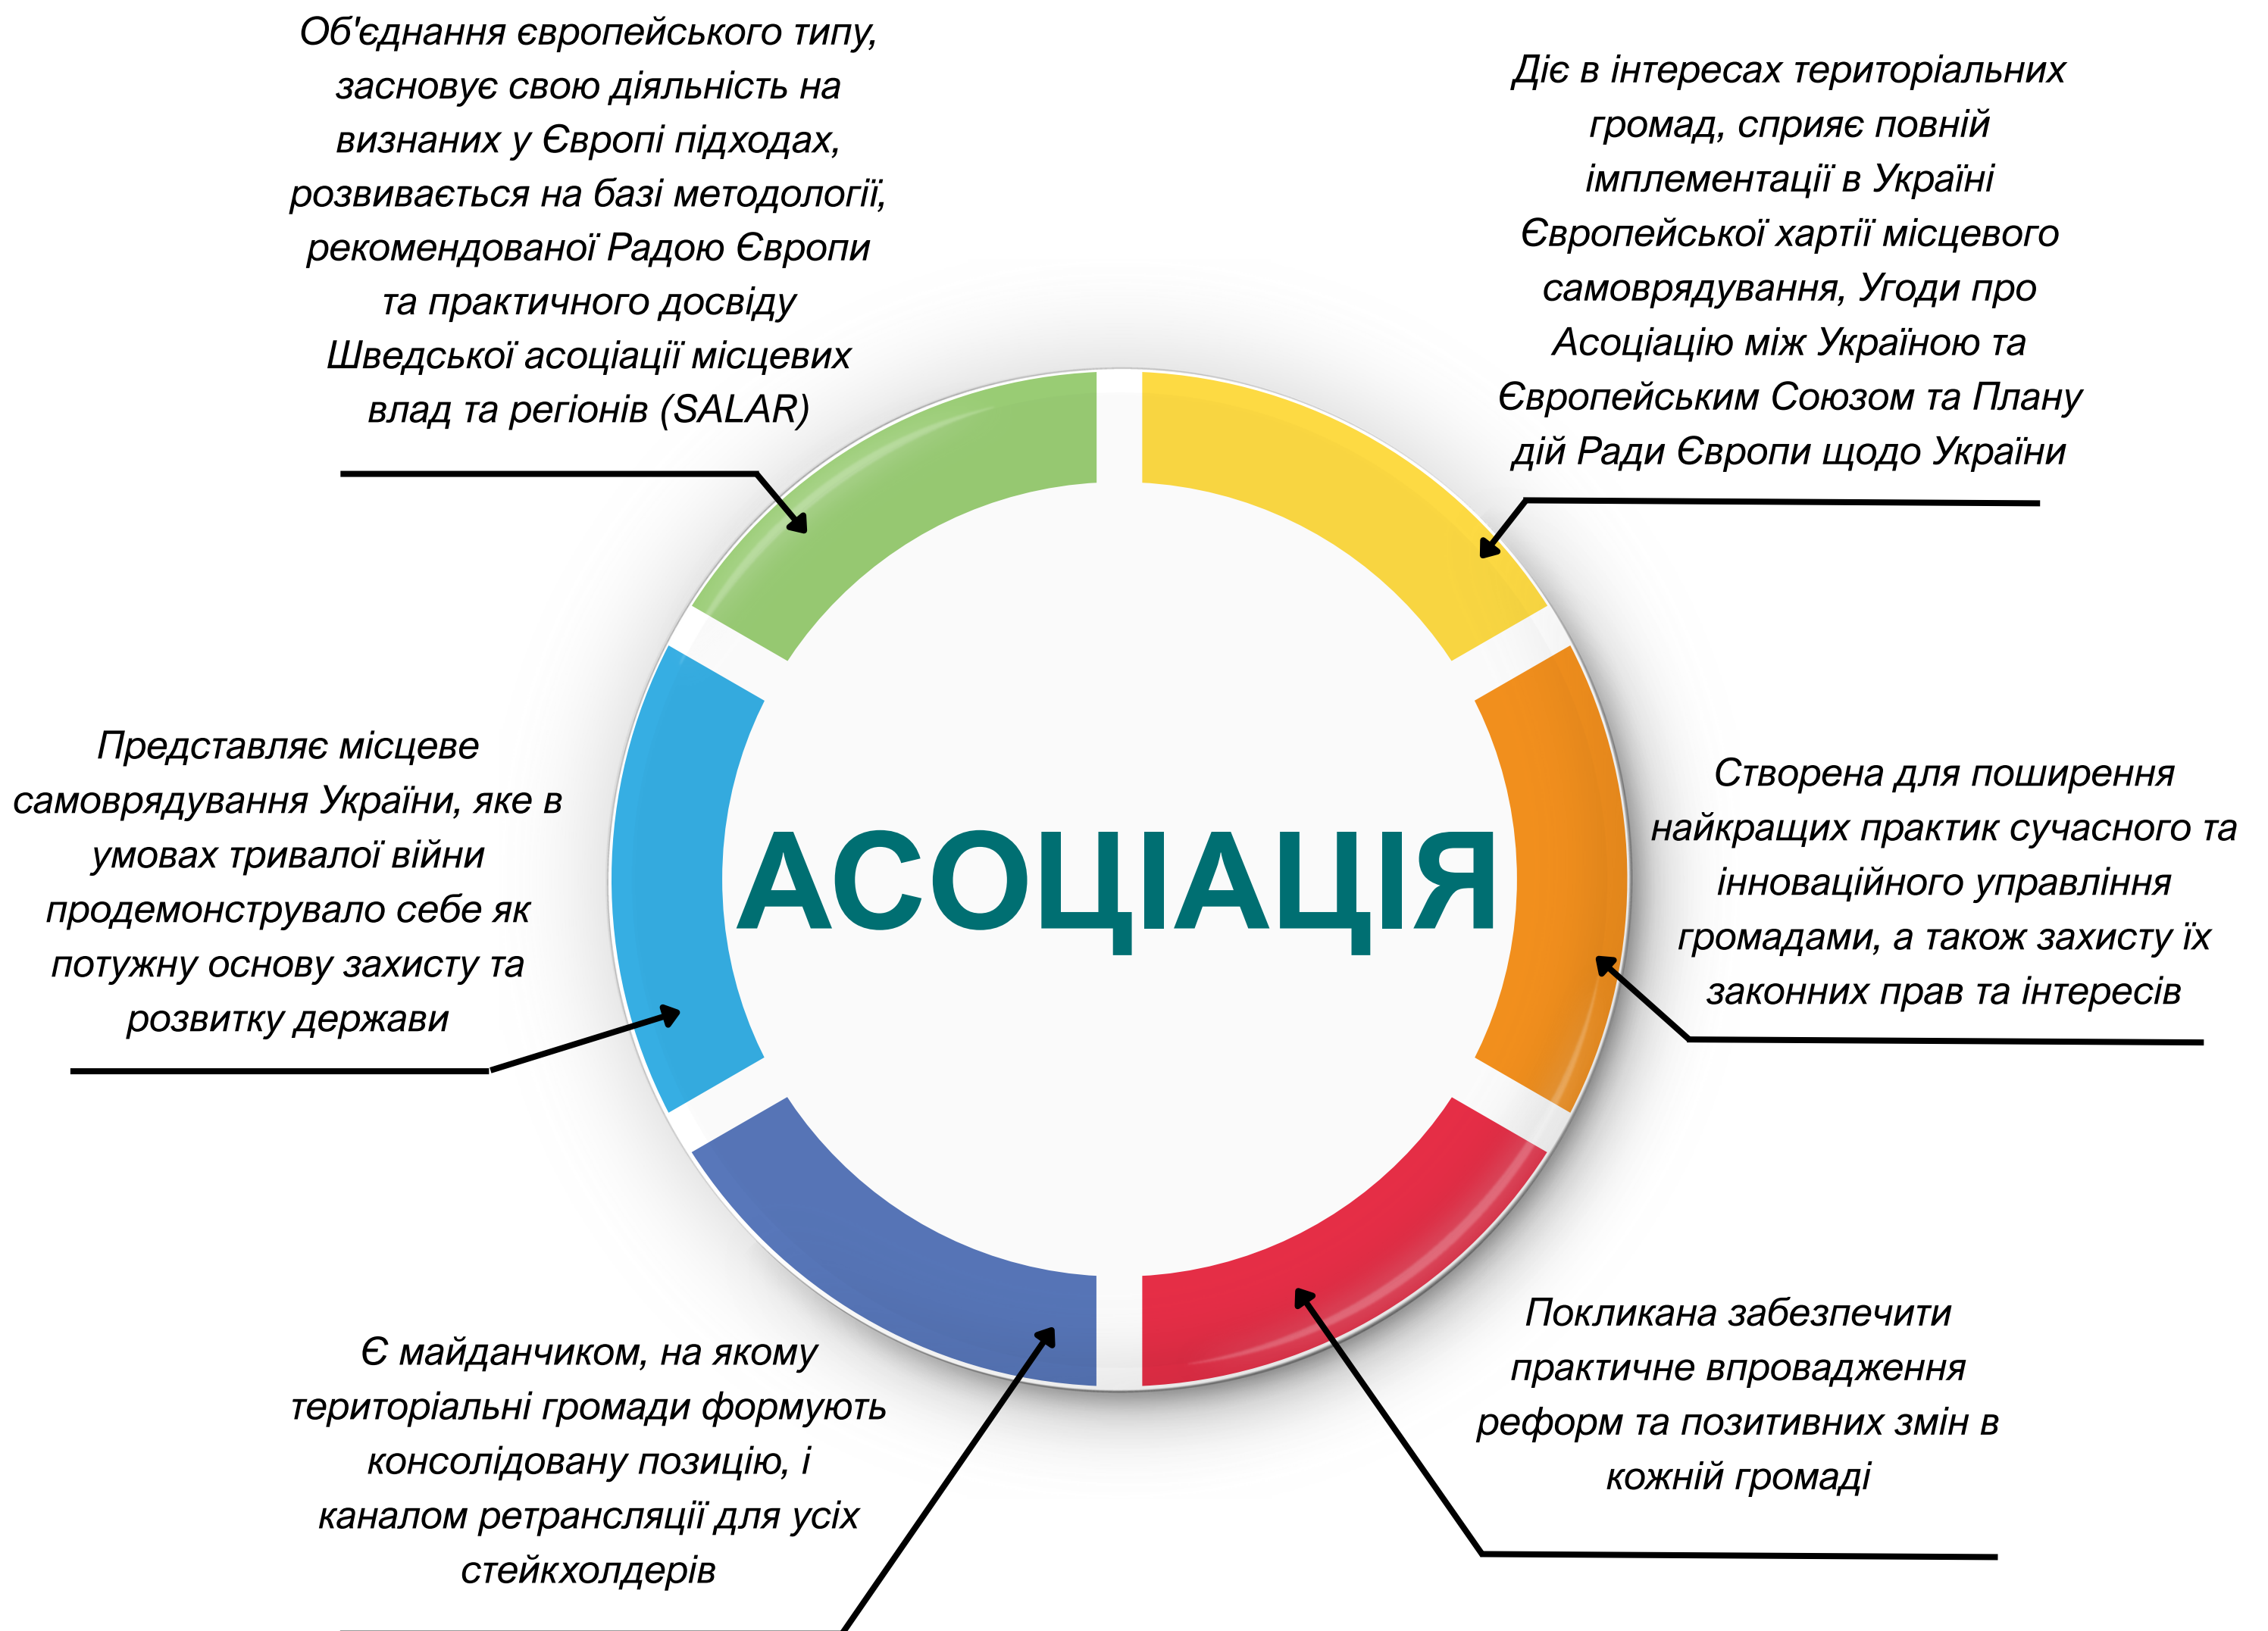 Об'єднання європейського типу,
засновує свою діяльність на
визнаних у Європі підходах,
розвивається на базі методології,
рекомендованої Радою Європи
та практичного досвіду
Шведської асоціації місцевих
влад та регіонів (SALAR)
Діє в інтересах територіальних
громад, сприяє повній
імплементації в Україні
Європейської хартії місцевого
самоврядування, Угоди про
Асоціацію між Україною та
Європейським Союзом та Плану
дій Ради Європи щодо України
Представляє місцеве
самоврядування України, яке в
умовах тривалої війни
продемонструвало себе як
потужну основу захисту та
розвитку держави
АСОЦІАЦІЯ
Створена для поширення
найкращих практик сучасного та
інноваційного управління
громадами, а також захисту їх
законних прав та інтересів
Є майданчиком, на якому
територіальні громади формують
консолідовану позицію, і
каналом ретрансляції для усіх
стейкхолдерів
Покликана забезпечити
практичне впровадження
реформ та позитивних змін в
кожній громаді